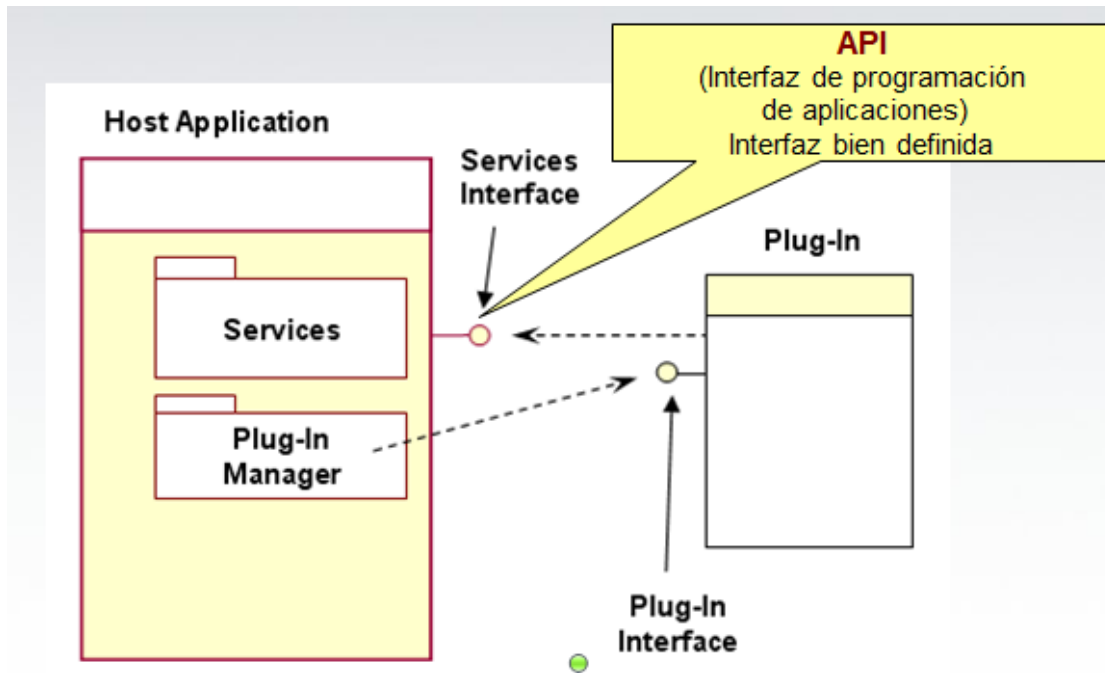 API
(Interfaz de programación
de aplicaciones)
Interfaz bien definida
Host Application
Services
Interface
Plug-In
Services
Plug-In
Manager
Plug-In
Interface